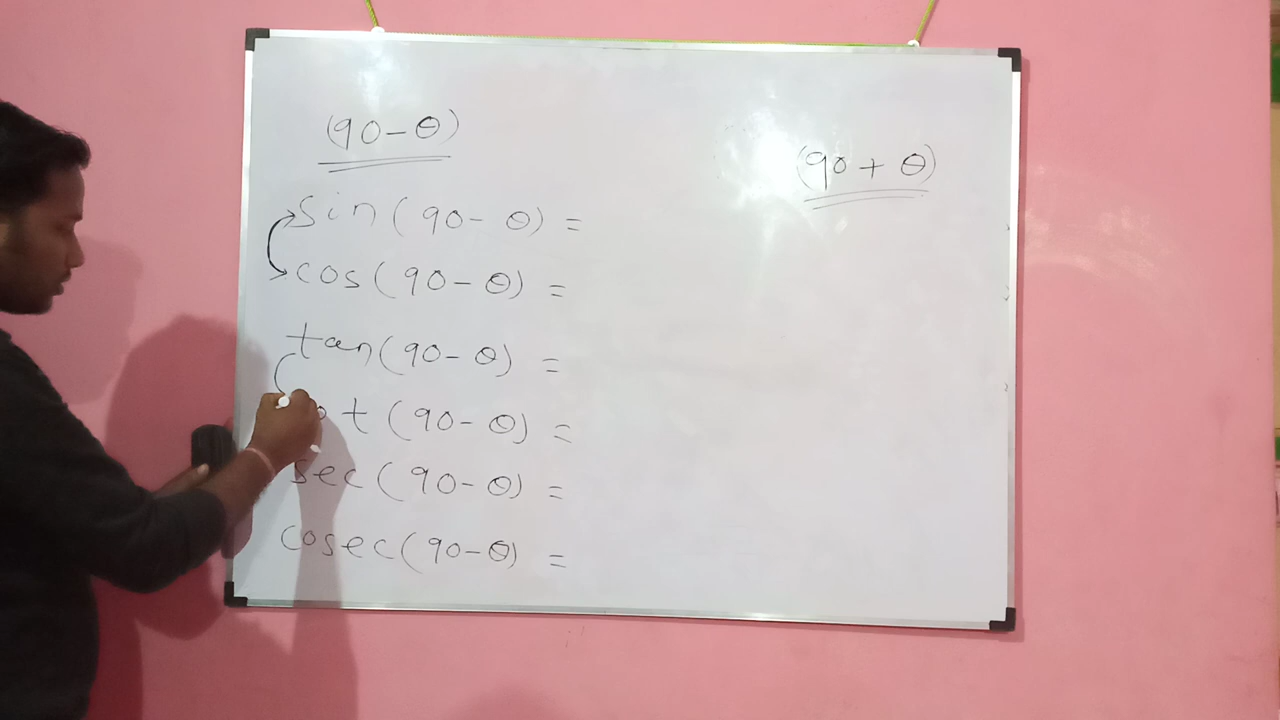 (90-θ)
(90+θ)
sin(90-θ) =
cos(90-θ) =
tan(90-θ) =
(90-θ) =
sec(90-θ) =
cosec(90-θ) =